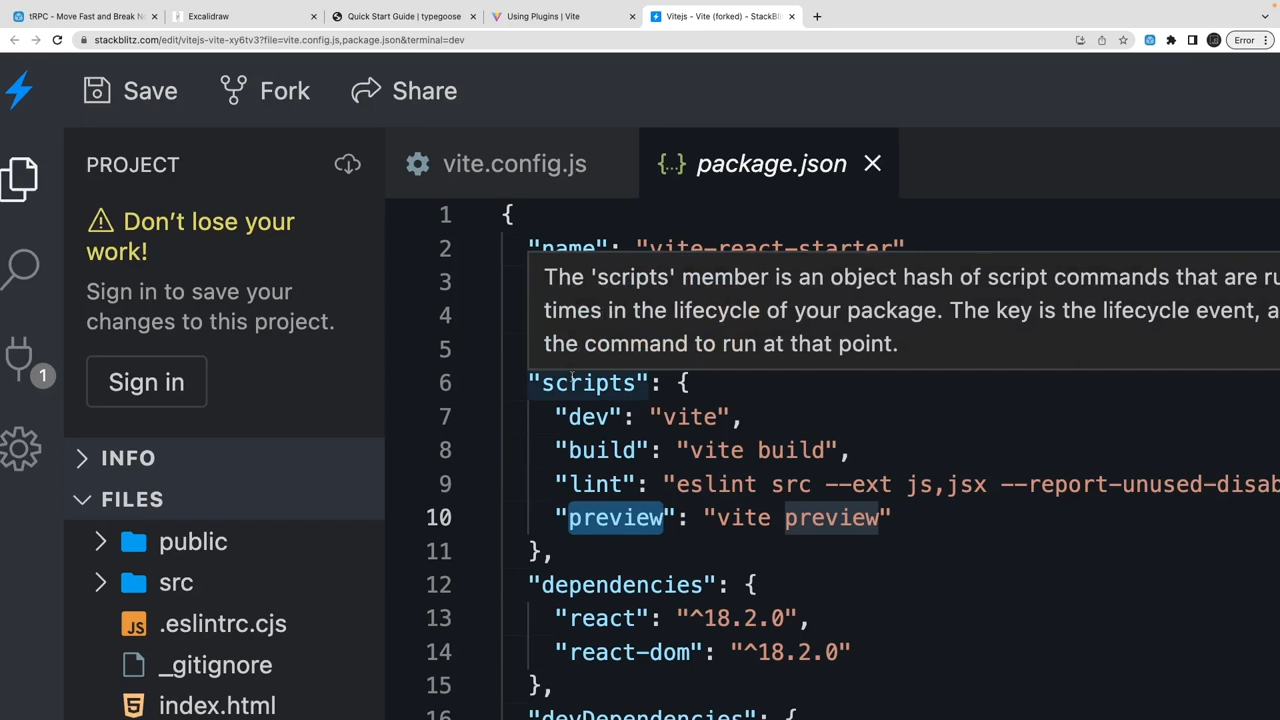 tRPC - Move Fast and Break N
Excalidraw
Quick Start Guide | typegoose
Using Plugins | Vite
Vitejs - Vite (forked) - StackBli
stackblitz.com/edit/vitejs-vite-xy6tv3?file=vite.config.js,package.json&terminal=dev
Error
Save
Fork
Share
PROJECT
vite.config.js
package.json
Don't lose your
work!
Sign in to save your
changes to this project.
1
Sign in
INFO
FILES
public
src
.eslintrc.cjs
_gitignore
index.html
1 {
2 "name": "vite-react-starter"
3
The 'scripts' member is an object hash of script commands that are ru
4
times in the lifecycle of your package. The key is the lifecycle event, a
5
the command to run at that point.
6 "scripts": {
7 "dev": "vite",
8 "build": "vite build",
9 "lint": "eslint src --ext js,jsx --report-unused-disab
10 "preview": "vite preview"
11 },
12 "dependencies": {
13 "react": "^18.2.0",
14 "react-dom": "^18.2.0"
15 },
16 "devDependencies": {